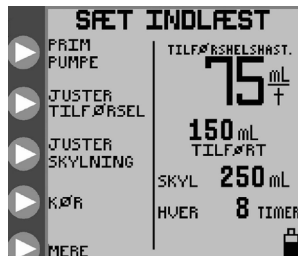 SÆT INDLÆST
PRIM
PUMPE
JUSTER
TILFØRSEL
JUSTER
SKYLNING
KØR
MERE
TILFØRSHELSHAST.
75 mL
t
150 mL
TILFØRT
SKYL 250 mL
HVER 8 TIMER